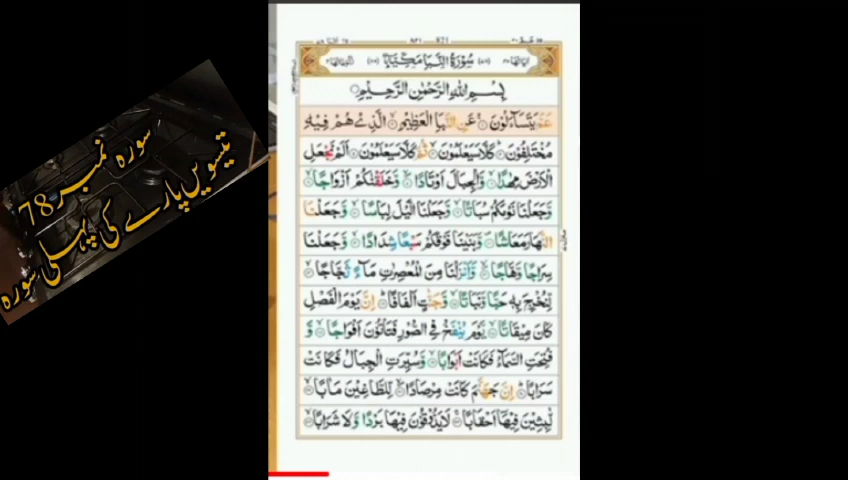 سورہ نمبر 78
تیسویں پارے کی پہلی سورہ
سُوْرَةُ النَّبَاِ مَكِّيَّةٌ
بِسْمِ اللّٰهِ الرَّحْمٰنِ الرَّحِيْمِ
عَمَّ يَتَسَآءَلُوْنَ ۚ عَنِ النَّبَاِ الْعَظِيْمِ ۙ الَّذِيْ هُمْ فِيْهِ
مُخْتَلِفُوْنَ ؕ كَلَّا سَيَعْلَمُوْنَ ۙ ثُمَّ كَلَّا سَيَعْلَمُوْنَ اَلَمْ نَجْعَلِ
الْاَرْضَ مِهٰدًا ۙ وَّالْجِبَالَ اَوْتَادًا ۙ وَّخَلَقْنٰكُمْ اَزْوَاجًا ۙ
وَّجَعَلْنَا نَوْمَكُمْ سُبَاتًا ۙ وَّجَعَلْنَا الَّيْلَ لِبَاسًا ۙ وَّجَعَلْنَا
النَّهَارَ مَعَاشًا ۪ وَّبَنَيْنَا فَوْقَكُمْ سَبْعًا شِدَادًا ۙ وَّجَعَلْنَا
سِرَاجًا وَّهَّاجًا ۪ۙ وَّاَنْزَلْنَا مِنَ الْمُعْصِرٰتِ مَآءً ثَجَّاجًا ۙ
لِّنُخْرِجَ بِهٖ حَبًّا وَّنَبَاتًا ۙ وَّجَنّٰتٍ اَلْفَافًا ؕ اِنَّ يَوْمَ الْفَصْلِ
كَانَ مِيْقَاتًا ۙ يَّوْمَ يُنْفَخُ فِي الصُّوْرِ فَتَاْتُوْنَ اَفْوَاجًا ۙ وَّ
فُتِحَتِ السَّمَآءُ فَكَانَتْ اَبْوَابًا ۙ وَّسُيِّرَتِ الْجِبَالُ فَكَانَتْ
سَرَابًا ؕ اِنَّ جَهَنَّمَ كَانَتْ مِرْصَادًا ۪ۙ لِّلطَّاغِيْنَ مَاٰبًا ۙ
لّٰبِثِيْنَ فِيْهَاۤ اَحْقَابًا ۚ لَا يَذُوْقُوْنَ فِيْهَا بَرْدًا وَّلَا شَرَابًا ۙ